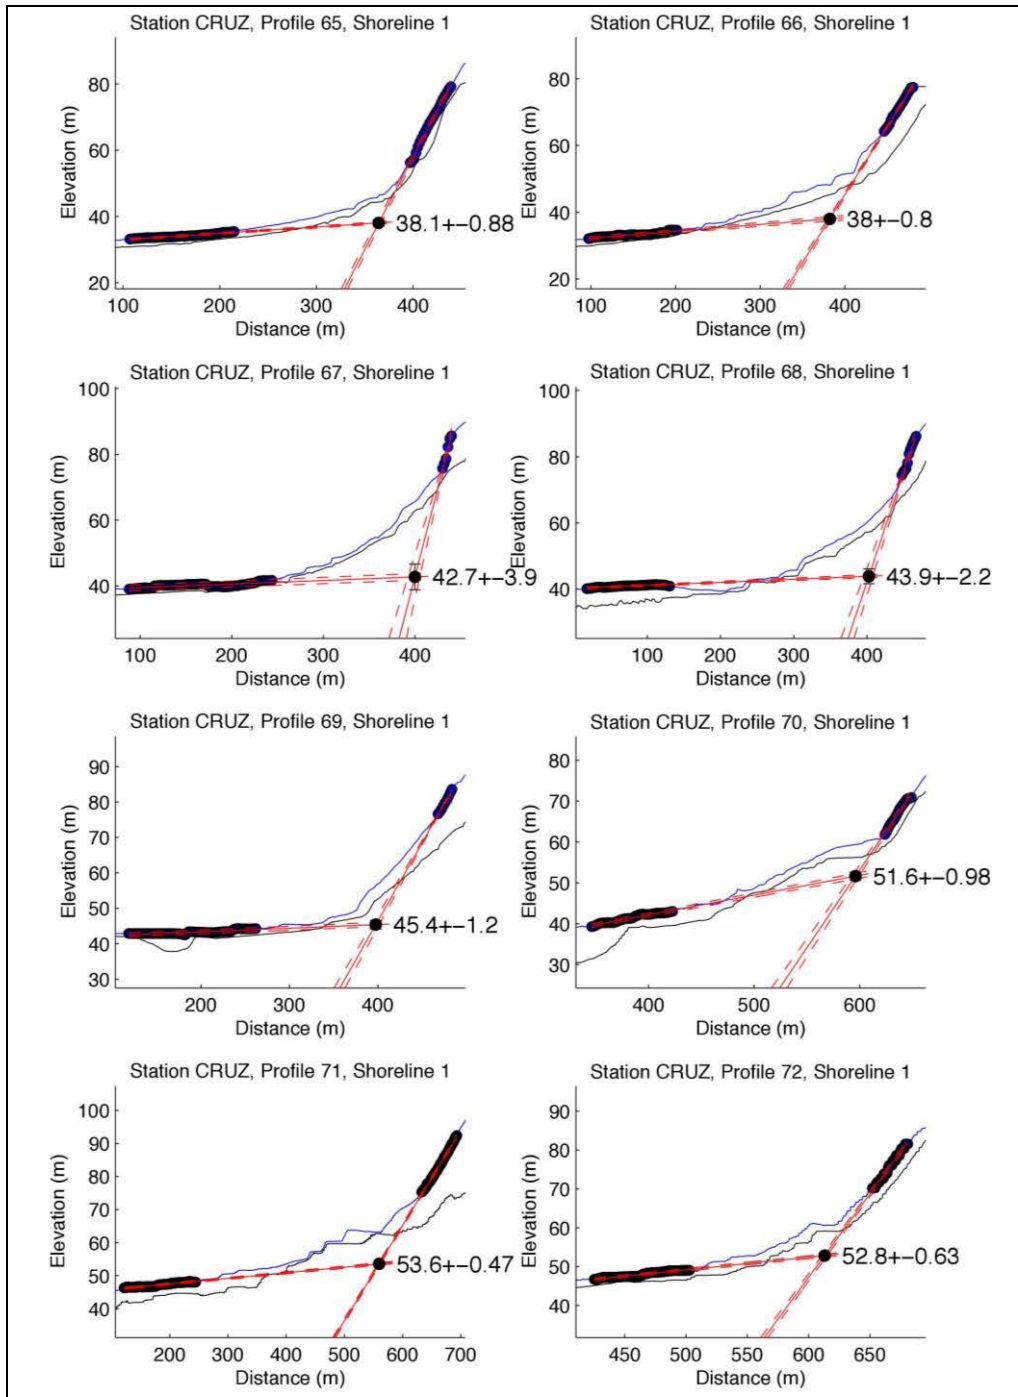 Station CRUZ, Profile 65, Shoreline 1
Elevation (m)
80
60
40
20
38.1+−0.88
100 200 300 400
Distance (m)
Station CRUZ, Profile 66, Shoreline 1
Elevation (m)
80
60
40
20
38+−0.8
100 200 300 400
Distance (m)
Station CRUZ, Profile 67, Shoreline 1
Elevation (m)
100
80
60
40
42.7+−3.9
100 200 300 400
Distance (m)
Station CRUZ, Profile 68, Shoreline 1
Elevation (m)
100
80
60
40
43.9+−2.2
100 200 300 400
Distance (m)
Station CRUZ, Profile 69, Shoreline 1
Elevation (m)
90
80
70
60
50
40
30
45.4+−1.2
200 300 400
Distance (m)
Station CRUZ, Profile 70, Shoreline 1
Elevation (m)
80
70
60
50
40
30
51.6+−0.98
400 500 600
Distance (m)
Station CRUZ, Profile 71, Shoreline 1
Elevation (m)
100
90
80
70
60
50
40
53.6+−0.47
200 300 400 500 600 700
Distance (m)
Station CRUZ, Profile 72, Shoreline 1
Elevation (m)
90
80
70
60
50
40
52.8+−0.63
450 500 550 600 650
Distance (m)